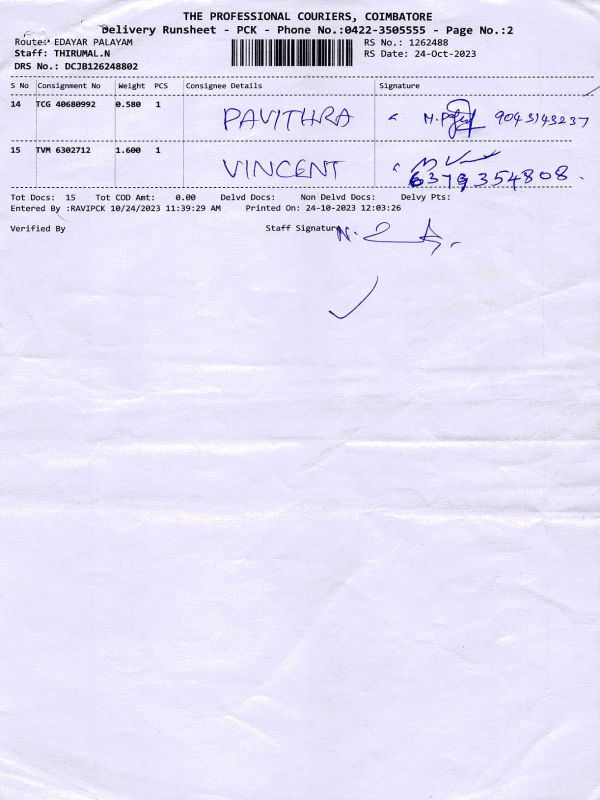 THE PROFESSIONAL COURIERS, COIMBATORE
Delivery Runsheet - PCK - Phone No.:0422-3505555 - Page No.:2
Route: EDAYAR PALAYAM RS No.: 1262488
Staff: THIRUMAL.N RS Date: 24-Oct-2023
DRS No.: DCJB126248802
S No Consignment No Weight PCS Consignee Details Signature
14 TCG 40680992 0.580 1 PAVITHRA 9043143237
15 TVM 6302712 1.600 1 VINCENT
6379354808.
Tot Docs: 15 Tot COD Amt: 0.00 Delvd Docs: Non Delvd Docs: Delvy Pts:
Entered By :RAVIPCK 10/24/2023 11:39:29 AM Printed On: 24-10-2023 12:03:26
Verified By Staff Signature